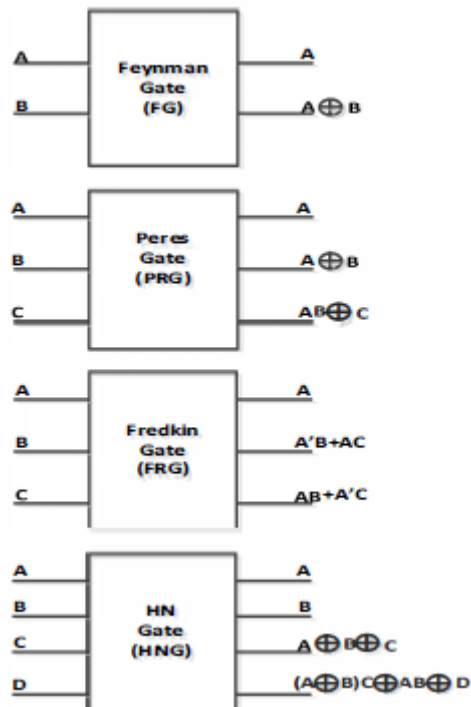 A Feynman A
Gate
B (FG) A⊕B
A A
Peres
B Gate A⊕B
(PRG)
C AB⊕C
A A
Fredkin
B Gate A'B+AC
(FRG)
C AB+A'C
A A
B HN B
Gate
C (HNG) A⊕B⊕C
D (A⊕B)C⊕AB⊕D